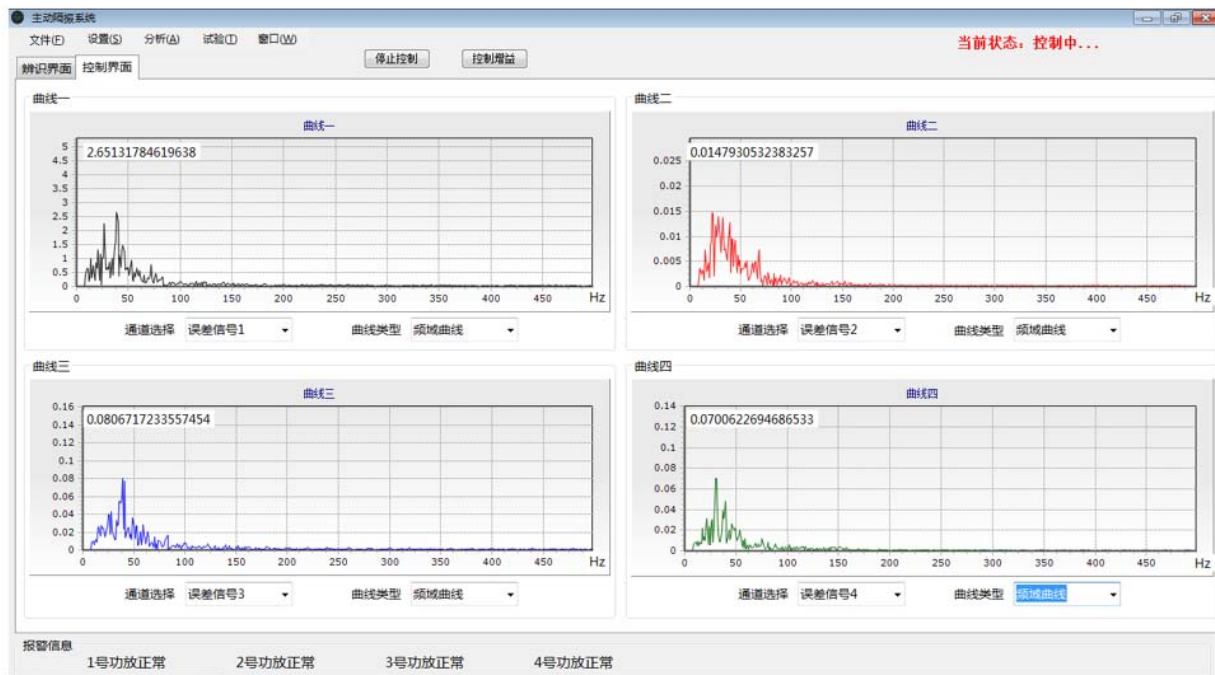 主动隔振系统
文件(F) 设置(S) 分析(A) 试验(T) 窗口(W)
停止控制 控制增益
当前状态：控制中...
辨识界面 控制界面
曲线一
曲线一
2.65131784619638
5
4.5
4
3.5
3
2.5
2
1.5
1
0.5
0
0 50 100 150 200 250 300 350 400 450 Hz
通道选择 误差信号1 曲线类型 频域曲线
曲线二
曲线二
0.0147930532383257
0.025
0.02
0.015
0.01
0.005
0
0 50 100 150 200 250 300 350 400 450 Hz
通道选择 误差信号2 曲线类型 频域曲线
曲线三
曲线三
0.0806717233557454
0.16
0.14
0.12
0.1
0.08
0.06
0.04
0.02
0
0 50 100 150 200 250 300 350 400 450 Hz
通道选择 误差信号3 曲线类型 频域曲线
曲线四
曲线四
0.0700622694686533
0.14
0.12
0.1
0.08
0.06
0.04
0.02
0
0 50 100 150 200 250 300 350 400 450 Hz
通道选择 误差信号4 曲线类型 频域曲线
报警信息
1号功放正常 2号功放正常 3号功放正常 4号功放正常